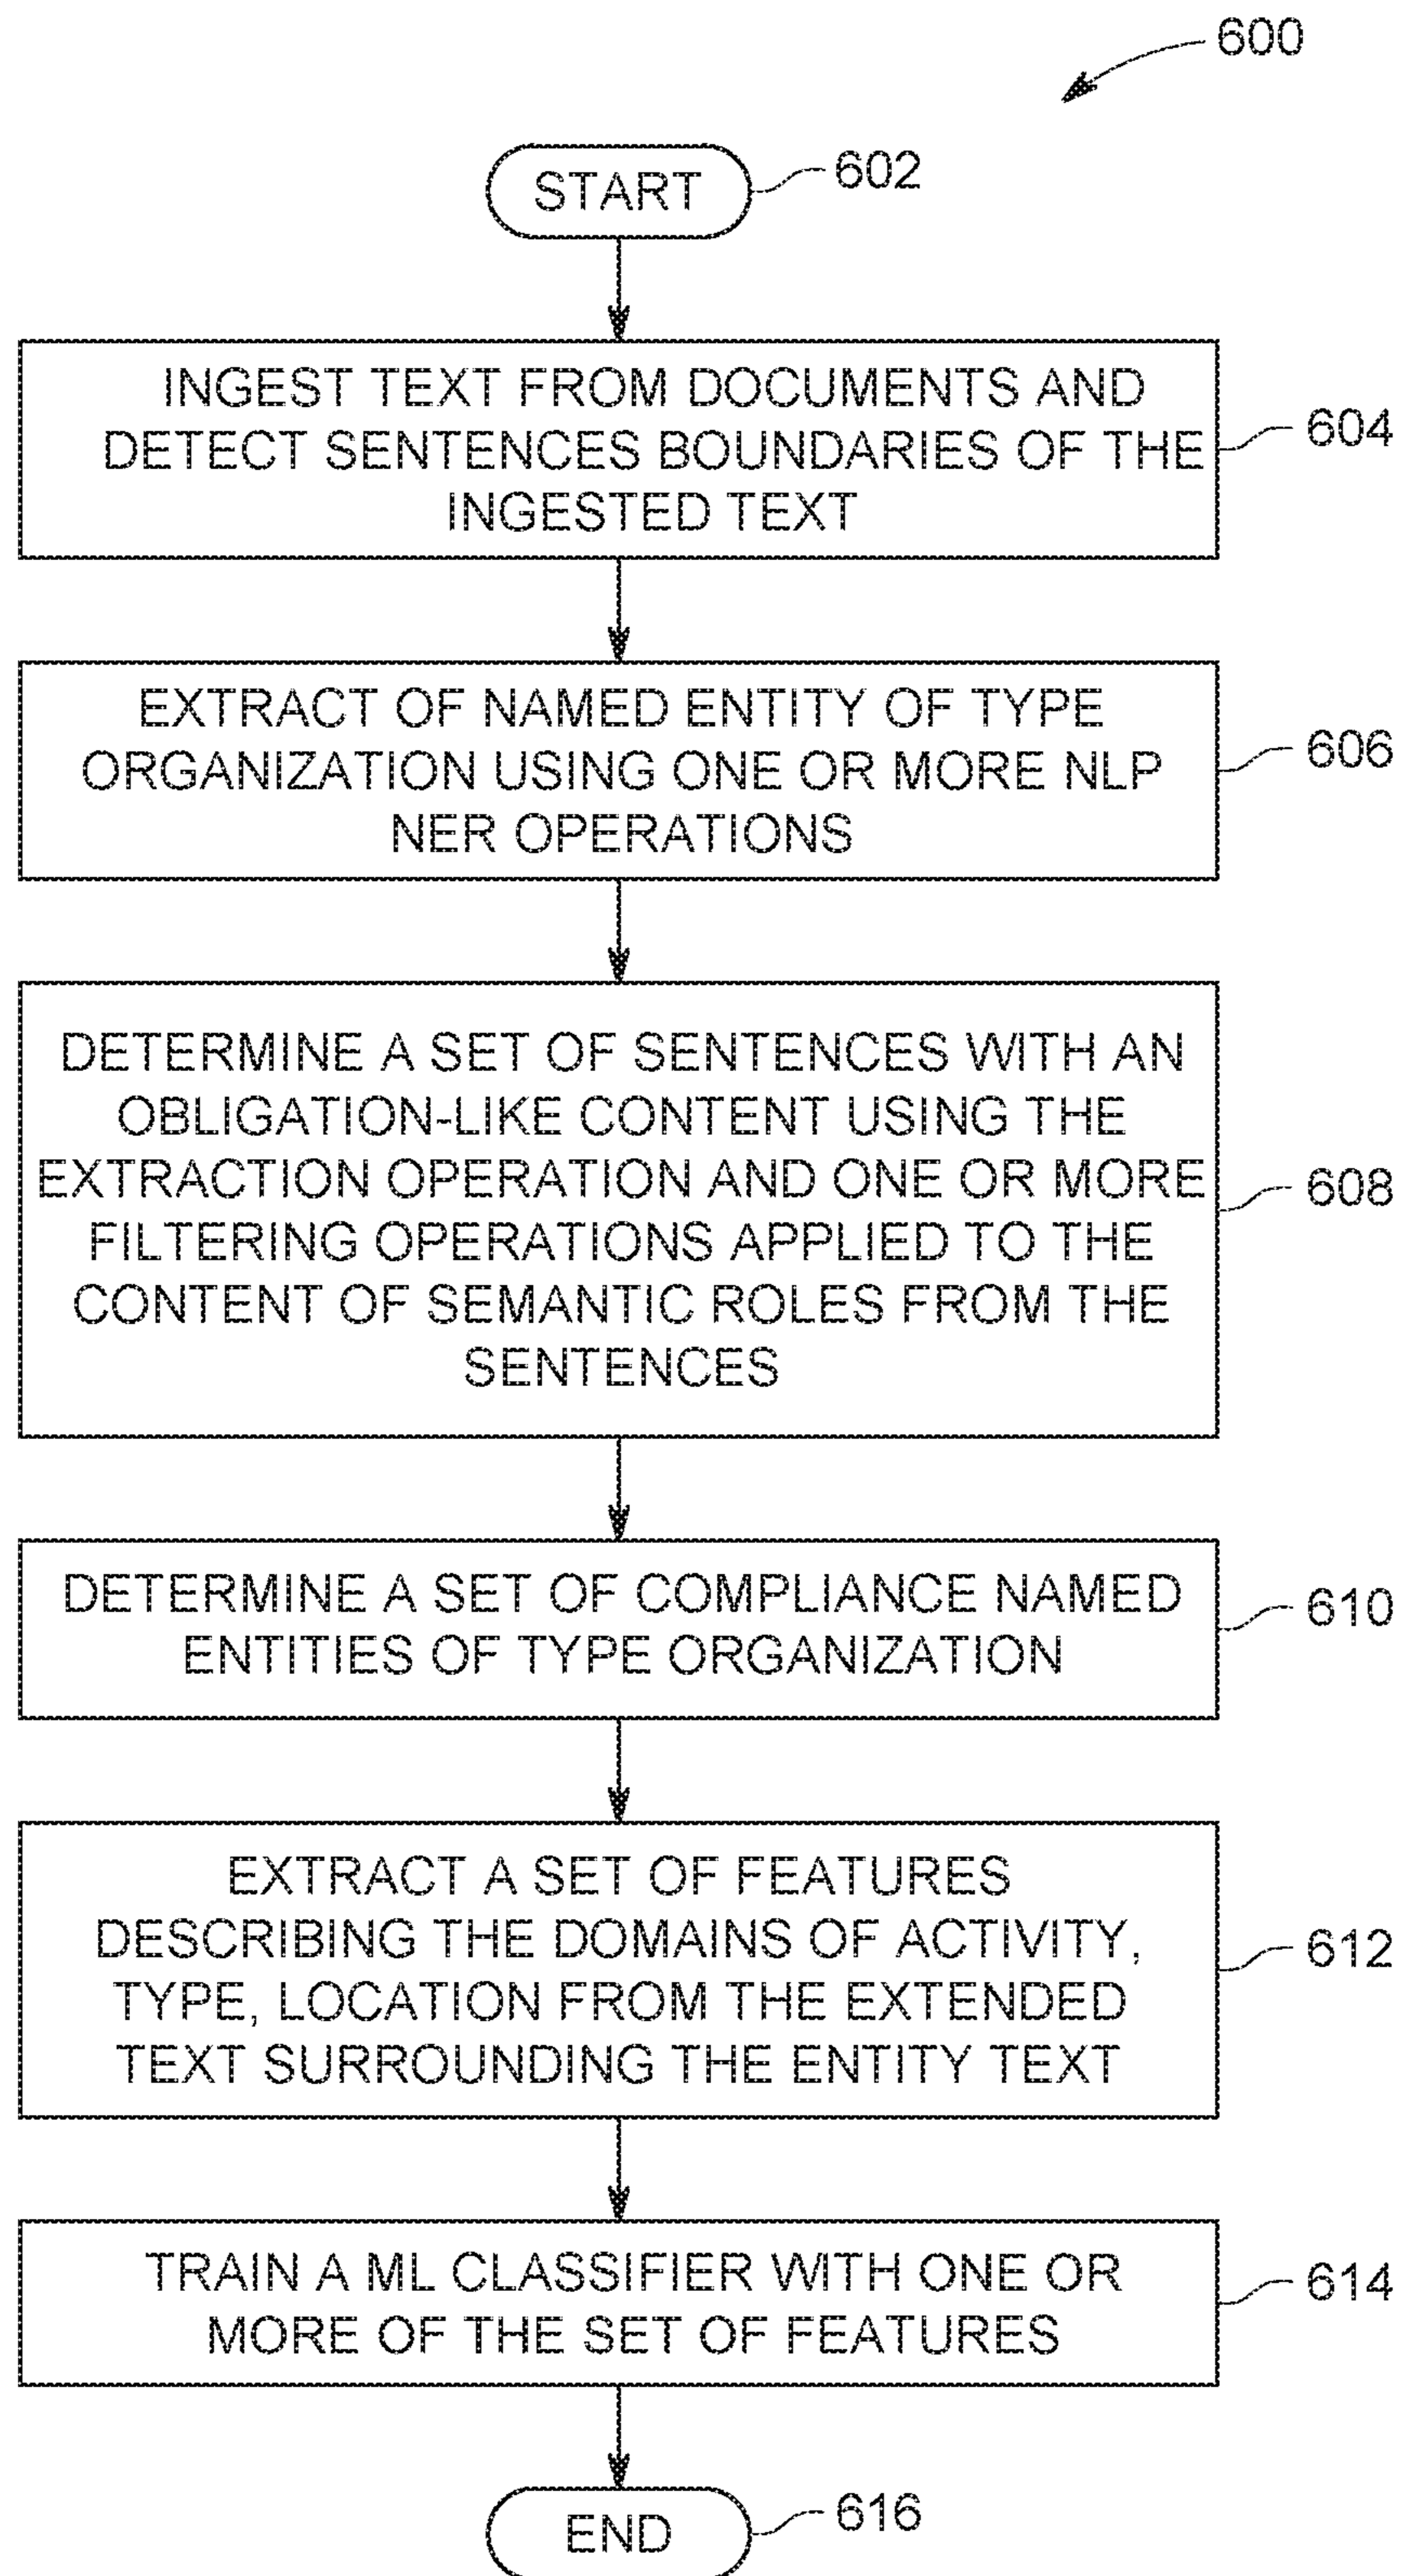 600
START
602
INGEST TEXT FROM DOCUMENTS AND
DETECT SENTENCES BOUNDARIES OF THE
INGESTED TEXT
604
EXTRACT OF NAMED ENTITY OF TYPE
ORGANIZATION USING ONE OR MORE NLP
NER OPERATIONS
606
DETERMINE A SET OF SENTENCES WITH AN
OBLIGATION-LIKE CONTENT USING THE
EXTRACTION OPERATION AND ONE OR MORE
FILTERING OPERATIONS APPLIED TO THE
CONTENT OF SEMANTIC ROLES FROM THE
SENTENCES
608
DETERMINE A SET OF COMPLIANCE NAMED
ENTITIES OF TYPE ORGANIZATION
610
EXTRACT A SET OF FEATURES
DESCRIBING THE DOMAINS OF ACTIVITY,
TYPE, LOCATION FROM THE EXTENDED
TEXT SURROUNDING THE ENTITY TEXT
612
TRAIN A ML CLASSIFIER WITH ONE OR
MORE OF THE SET OF FEATURES
614
END
616